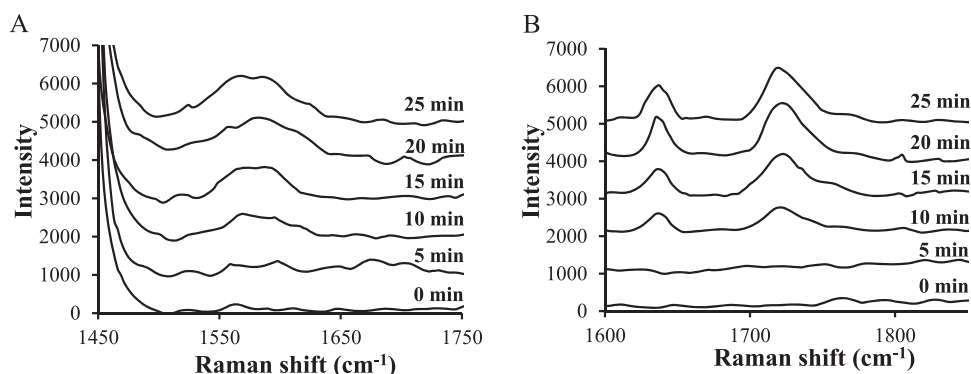 A
7000
6000
5000
4000
3000
2000
1000
0
Intensity
25 min
20 min
15 min
10 min
5 min
0 min
1450
1550
1650
1750
Raman shift (cm-1)
B
7000
6000
5000
4000
3000
2000
1000
0
Intensity
25 min
20 min
15 min
10 min
5 min
0 min
1600
1700
1800
Raman shift (cm-1)